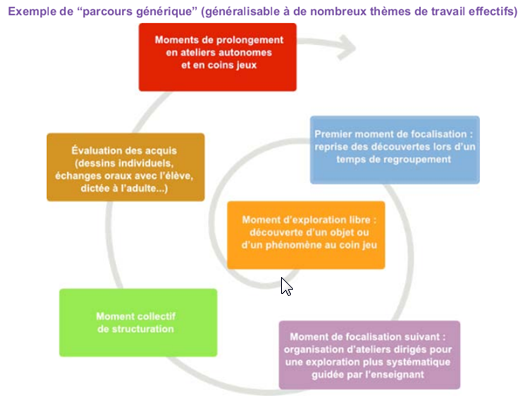 Exemple de “parcours générique” (généralisable à de nombreux thèmes de travail effectifs)
Moments de prolongement
en ateliers autonomes
et en coins jeux
Premier moment de focalisation :
reprise des découvertes lors d’un
temps de regroupement
Évaluation des acquis
(dessins individuels,
échanges oraux avec l’élève,
dictée à l’adulte...)
Moment d’exploration libre :
découverte d’un objet ou
d’un phénomène au coin jeu
Moment collectif
de structuration
Moment de focalisation suivant :
organisation d’ateliers dirigés pour
une exploration plus systématique
guidée par l’enseignant